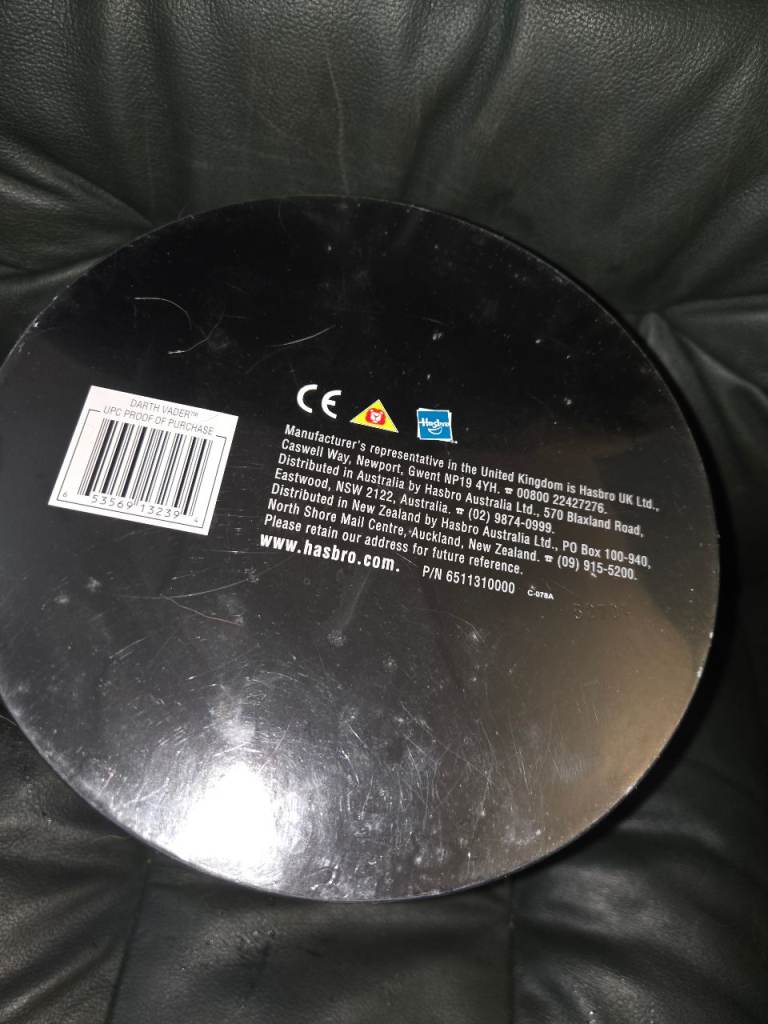 DARTH VADER™
UPC PROOF OF PURCHASE
6 53569 13239 4
CE
Hasbro
Manufacturer's representative in the United Kingdom is Hasbro UK Ltd.,
Caswell Way, Newport, Gwent NP19 4YH. ☎ 00800 22427276.
Distributed in Australia by Hasbro Australia Ltd., 570 Blaxland Road,
Eastwood, NSW 2122, Australia. ☎ (02) 9874-0999.
Distributed in New Zealand by Hasbro Australia Ltd., PO Box 100-940,
North Shore Mail Centre, Auckland, New Zealand. ☎ (09) 915-5200.
Please retain our address for future reference.
www.hasbro.com. P/N 6511310000 C-078A